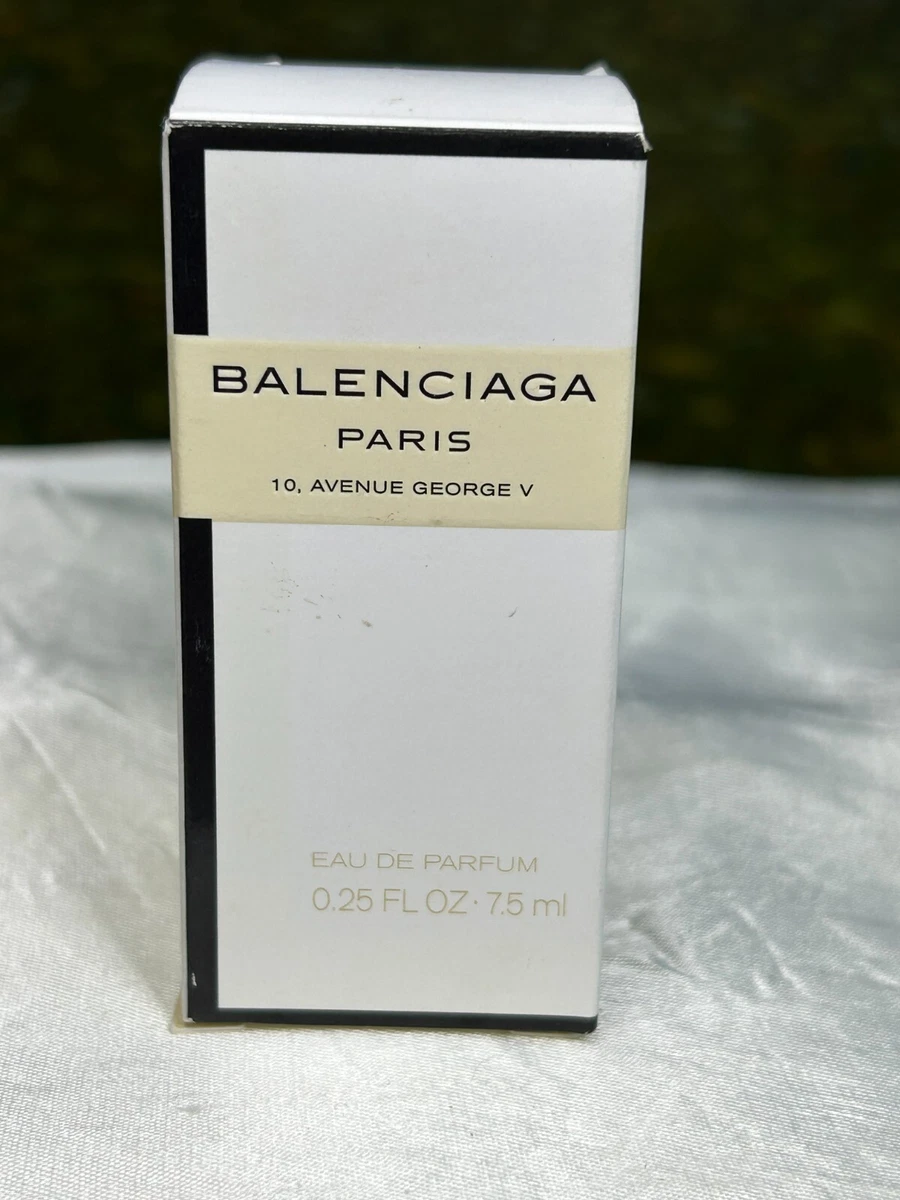 BALENCIAGA
PARIS
10, AVENUE GEORGE V
EAU DE PARFUM
0.25 FL OZ · 7.5 ml